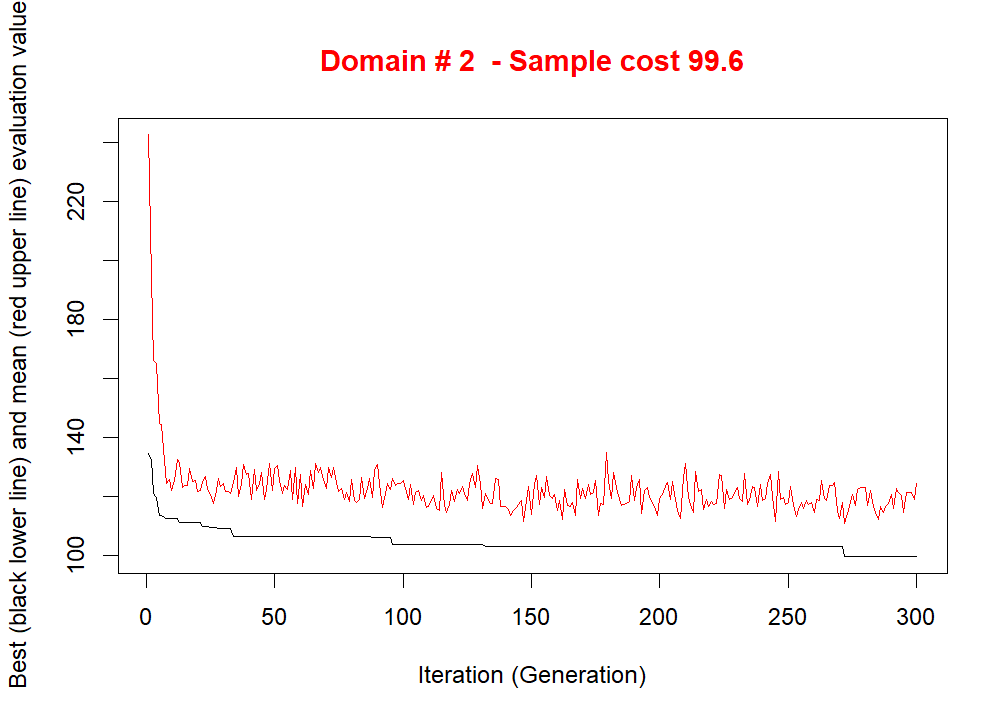 Domain # 2 - Sample cost 99.6
Best (black lower line) and mean (red upper line) evaluation value
220
180
140
100
0 50 100 150 200 250 300
Iteration (Generation)